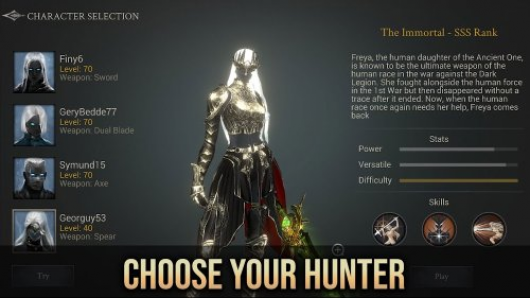 CHARACTER SELECTION
Finy6
Level: 70
Weapon: Sword
GeryBedde77
Level: 70
Weapon: Dual Blade
Symund15
Level: 70
Weapon: Axe
Georguy53
Level: 40
Weapon: Spear
Try
The Immortal - SSS Rank
Freya, the human daughter of the Ancient One,
is known to be the ultimate weapon of the
human race in the war against the Dark
Legion. She fought alongside the human force
in the 1st War but then disappeared without a
trace after it ended. Now, when the human
race once again needs her help, Freya comes
back
Stats
Power
Versatile
Difficulty
Skills
Play
CHOOSE YOUR HUNTER